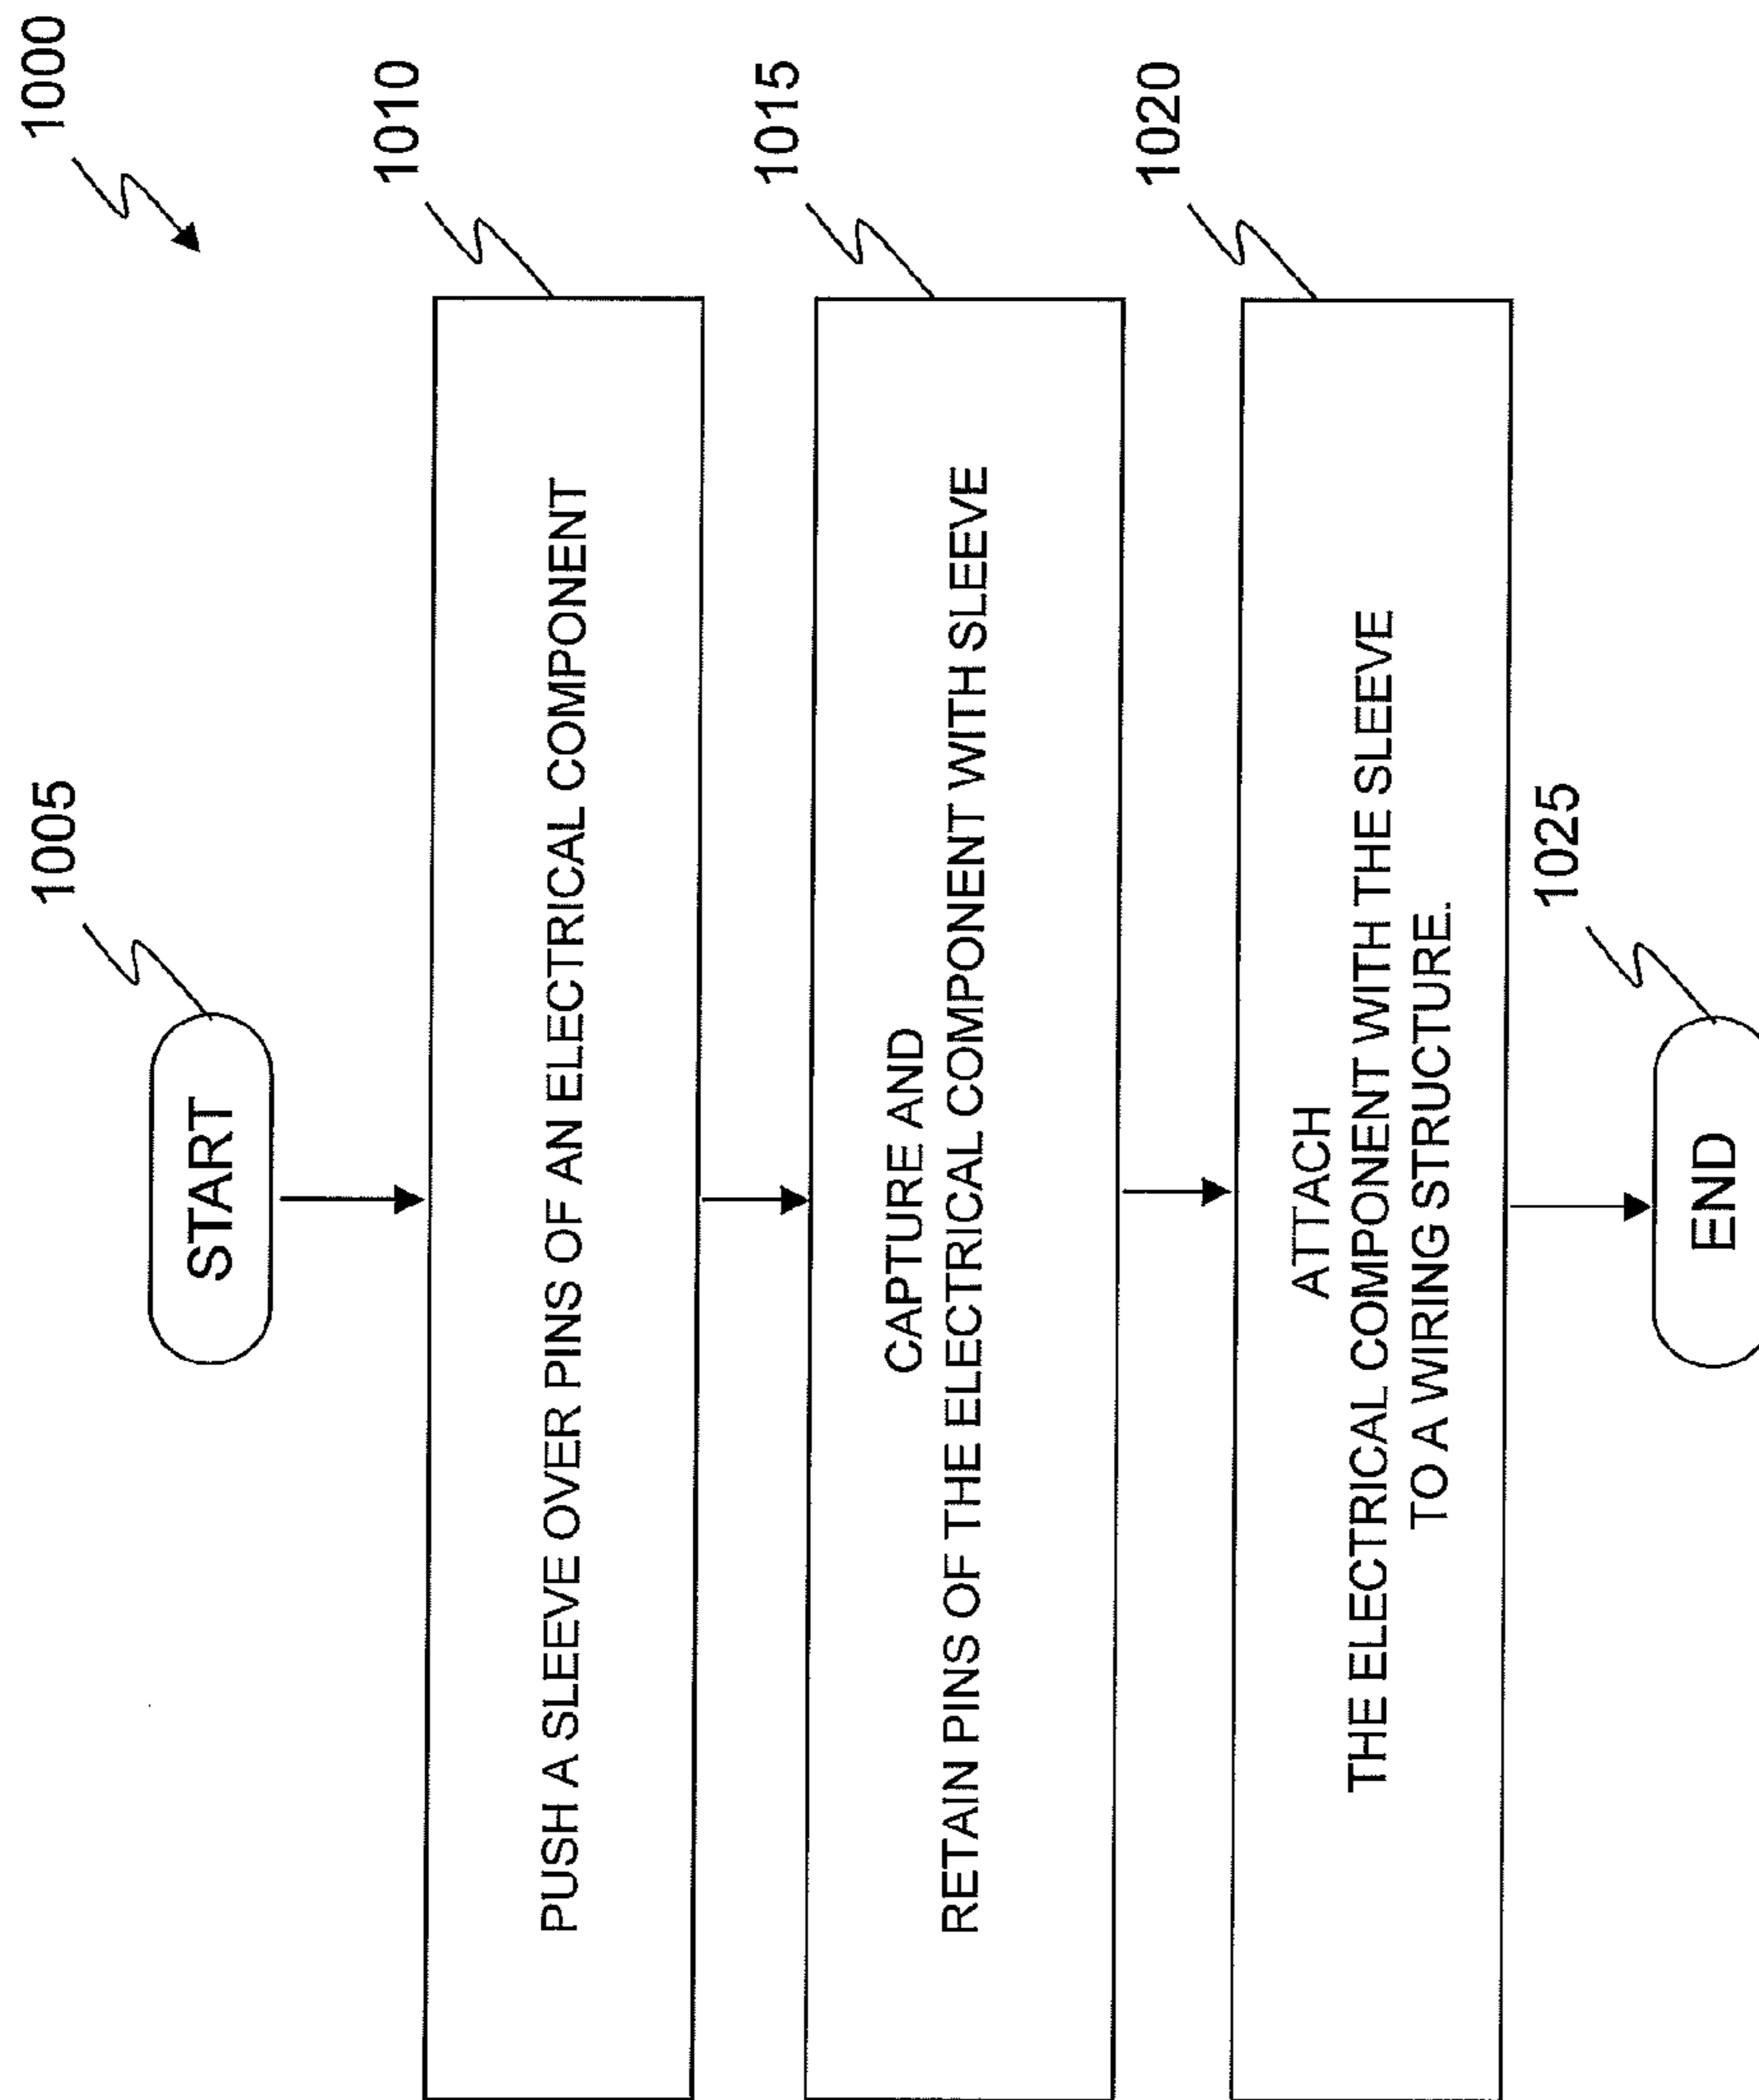 1000
1005
START
1010
PUSH A SLEEVE OVER PINS OF AN ELECTRICAL COMPONENT
1015
CAPTURE AND
RETAIN PINS OF THE ELECTRICAL COMPONENT WITH SLEEVE
1020
ATTACH
THE ELECTRICAL COMPONENT WITH THE SLEEVE
TO A WIRING STRUCTURE.
1025
END